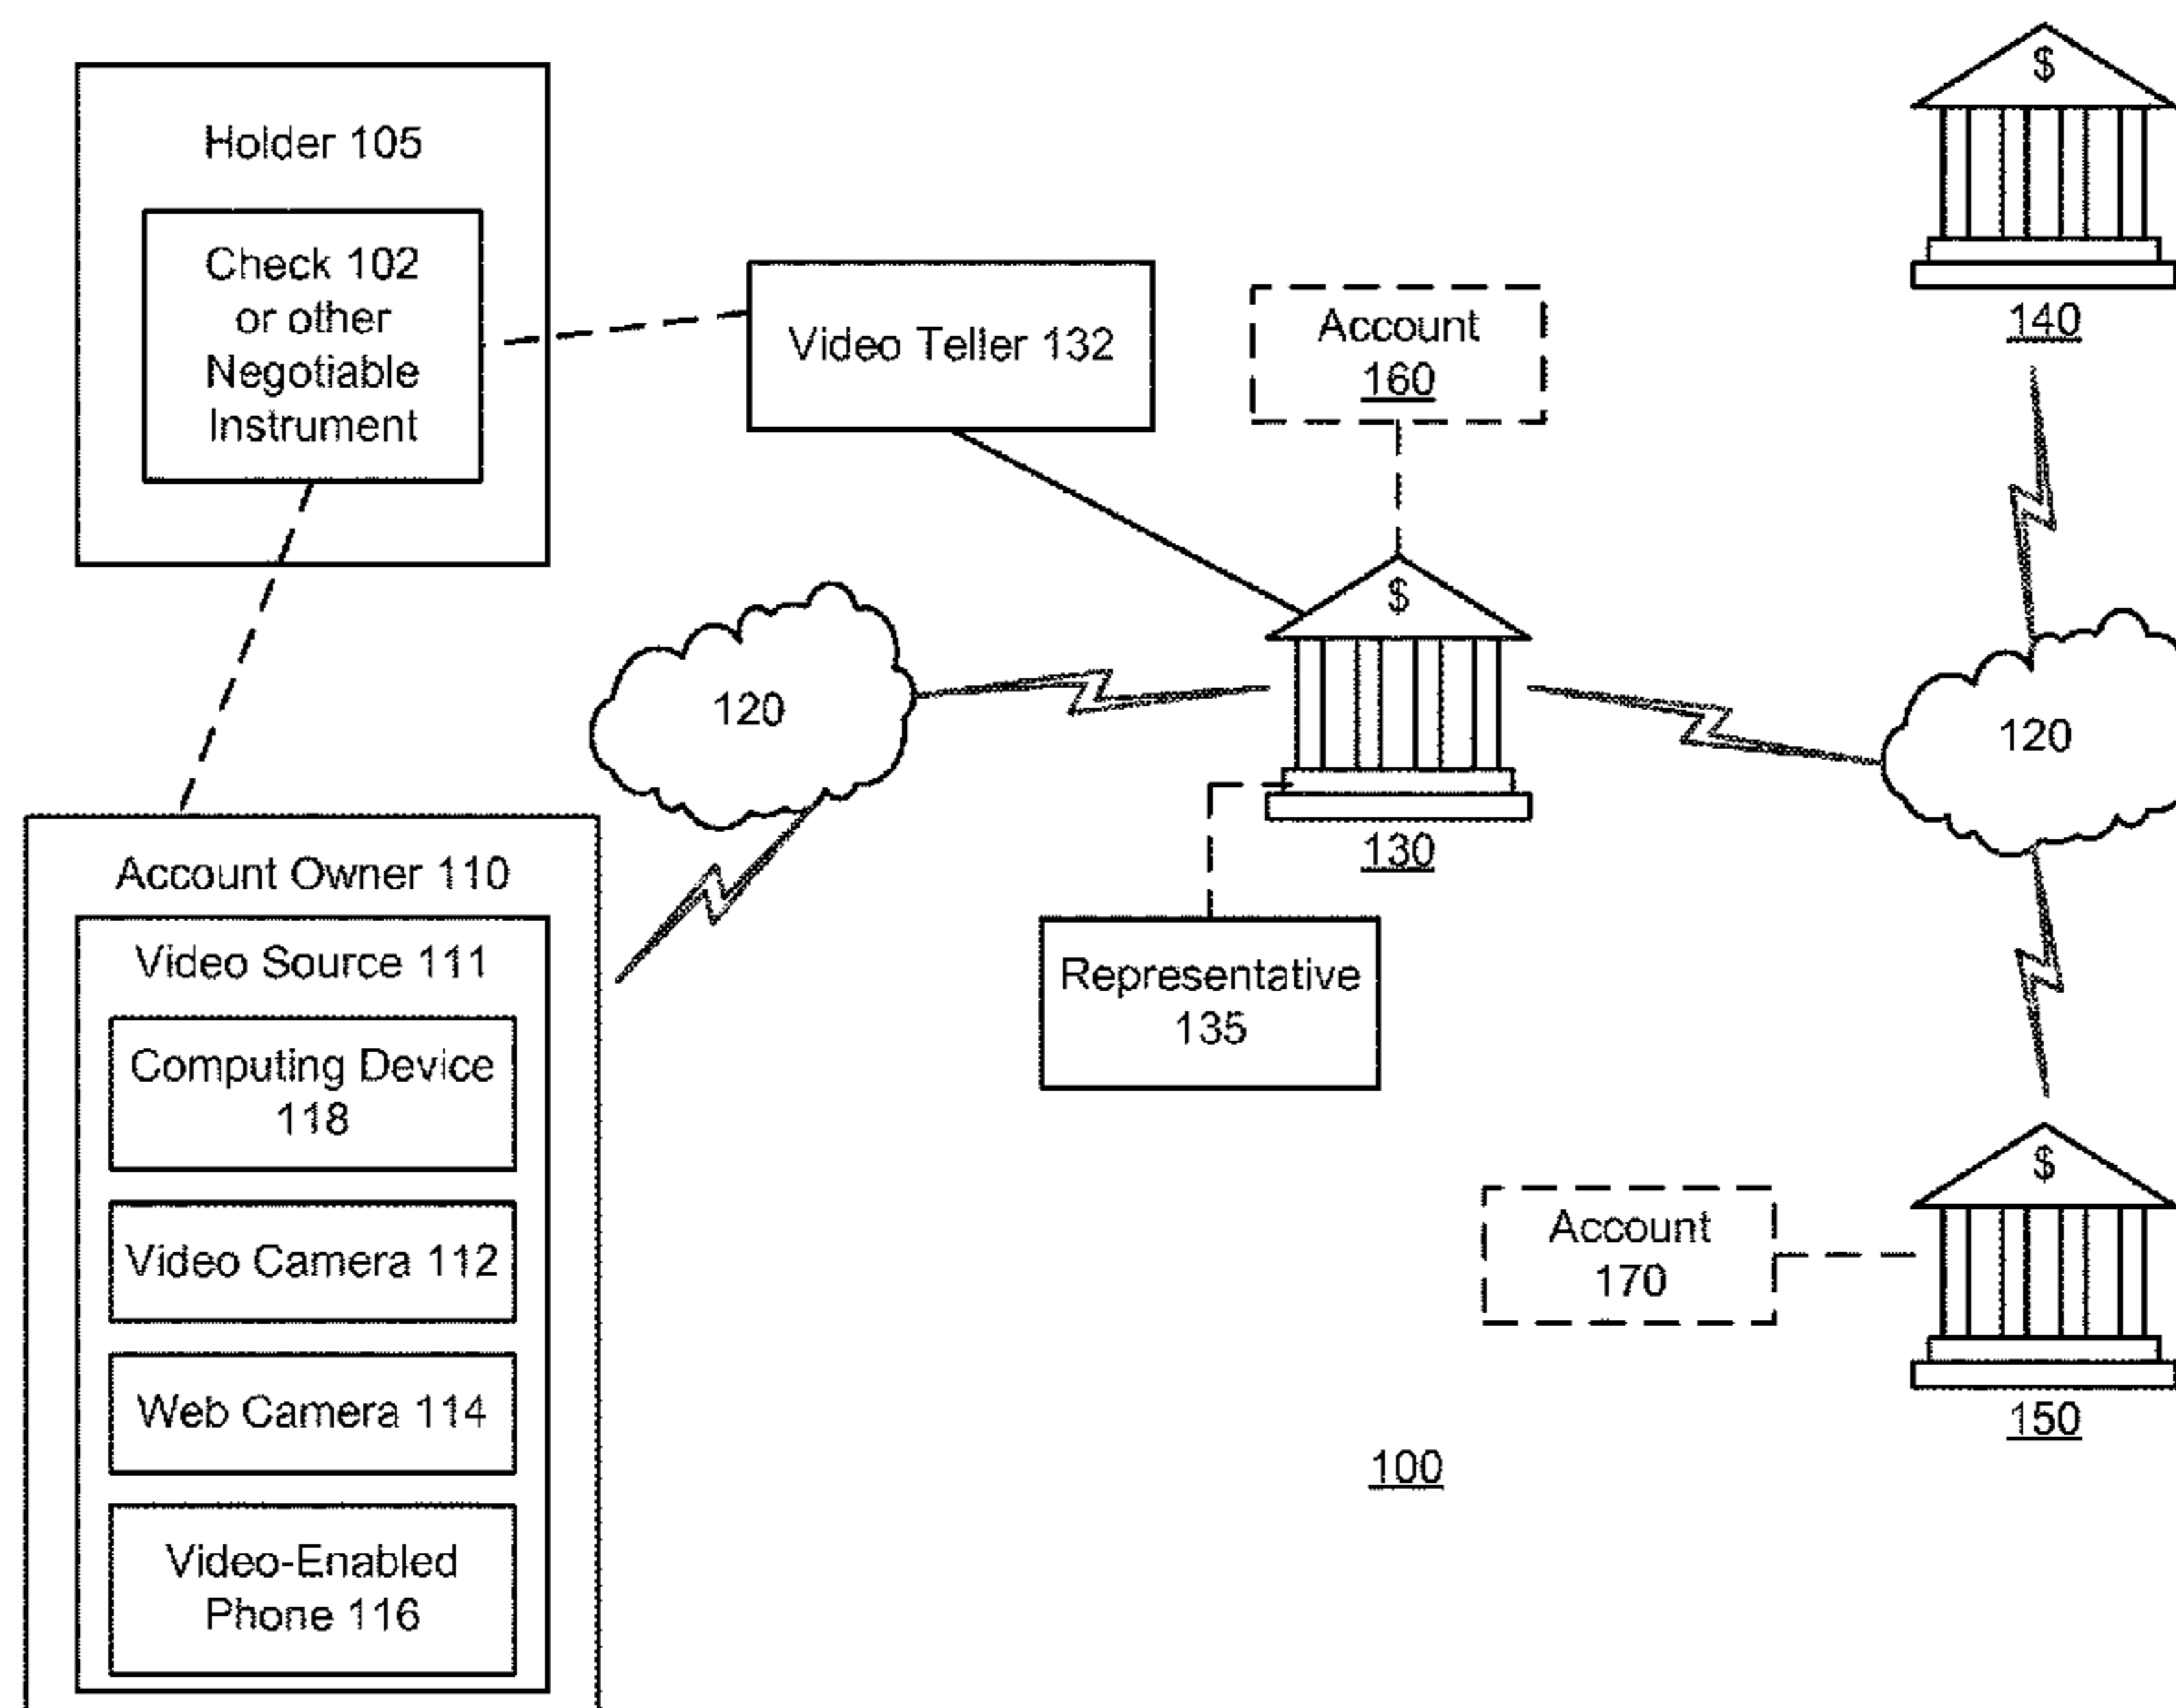 Holder 105
Check 102
or other
Negotiable
Instrument
Video Teller 132
Account
160
$
140
120
$
130
120
Account Owner 110
Video Source 111
Computing Device
118
Video Camera 112
Web Camera 114
Video-Enabled
Phone 116
Representative
135
Account
170
$
150
100